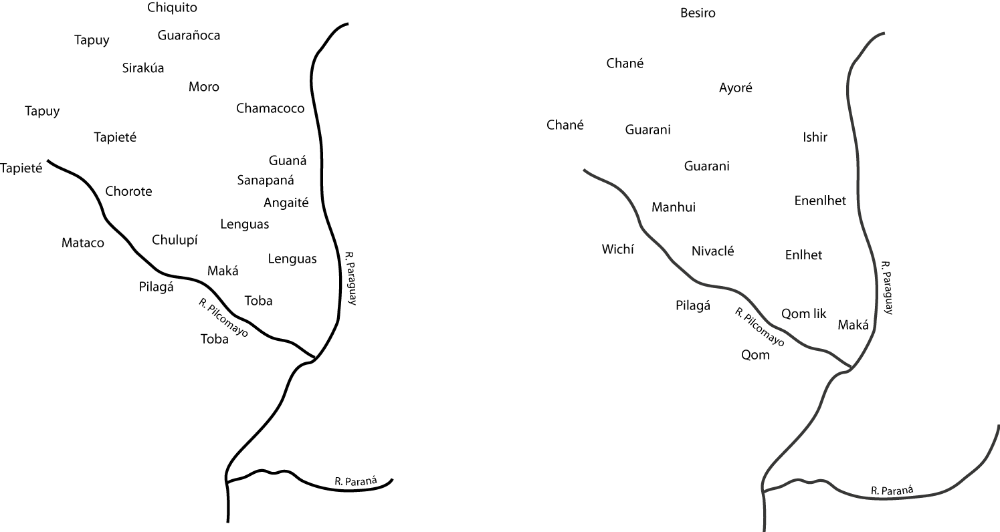 Chiquito
Guarañoca
Tapuy
Sirakúa
Moro
Chamacoco
Tapuy
Tapieté
Guaná
Tapieté
Sanapaná
Chorote
Angaité
Lenguas
Mataco
Chulupí
Lenguas
Maká
Pilagá
Toba
Toba
R. Pilcomayo
R. Paraguay
R. Paraná
Besiro
Chané
Ayoré
Chané
Guarani
Ishir
Guarani
Enenlhet
Manhui
Wichí
Nivaclé
Enlhet
Pilagá
Qom lik
Maká
Qom
R. Pilcomayo
R. Paraguay
R. Paraná